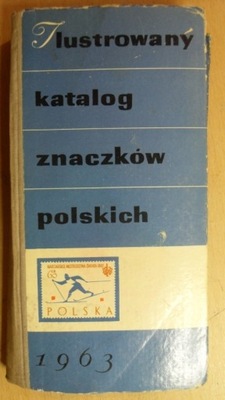 Ilustrowany
katalog
znaczków
polskich
POLSKA
1963